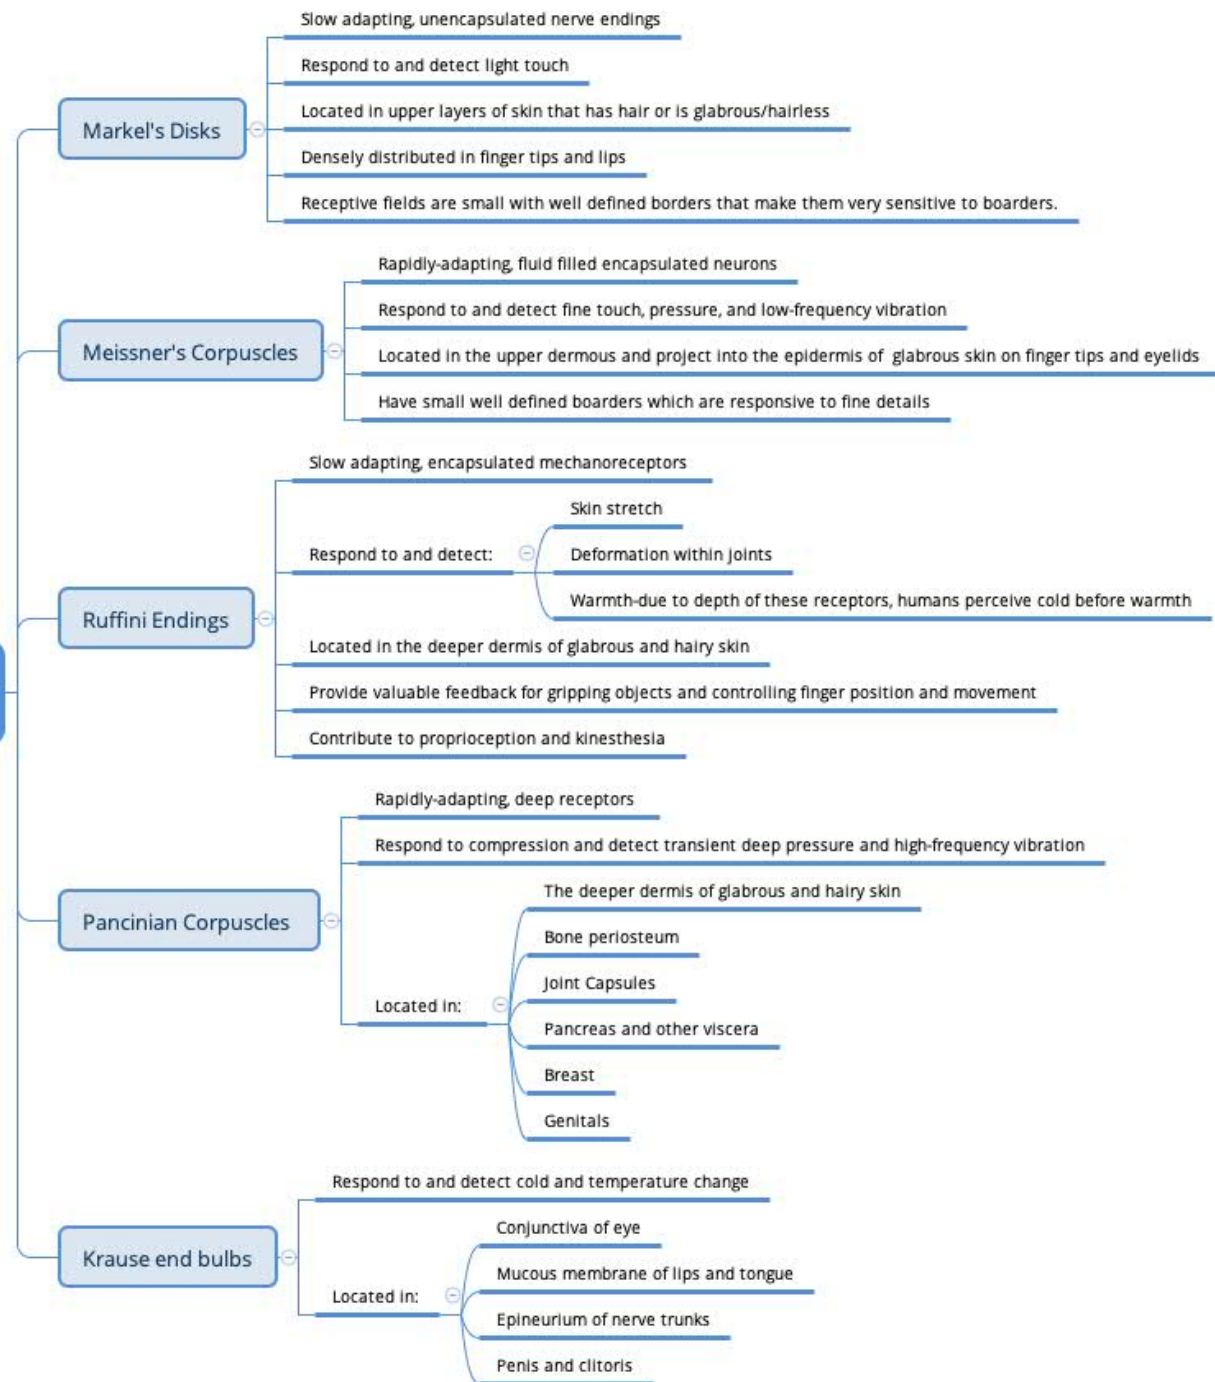 Markel's Disks
Slow adapting, unencapsulated nerve endings
Respond to and detect light touch
Located in upper layers of skin that has hair or is glabrous/hairless
Densely distributed in finger tips and lips
Receptive fields are small with well defined borders that make them very sensitive to boarders.
Meissner's Corpuscles
Rapidly-adapting, fluid filled encapsulated neurons
Respond to and detect fine touch, pressure, and low-frequency vibration
Located in the upper dermous and project into the epidermis of glabrous skin on finger tips and eyelids
Have small well defined boarders which are responsive to fine details
Ruffini Endings
Slow adapting, encapsulated mechanoreceptors
Respond to and detect:
Skin stretch
Deformation within joints
Warmth-due to depth of these receptors, humans perceive cold before warmth
Located in the deeper dermis of glabrous and hairy skin
Provide valuable feedback for gripping objects and controlling finger position and movement
Contribute to proprioception and kinesthesia
Pancinian Corpuscles
Rapidly-adapting, deep receptors
Respond to compression and detect transient deep pressure and high-frequency vibration
Located in:
The deeper dermis of glabrous and hairy skin
Bone periosteum
Joint Capsules
Pancreas and other viscera
Breast
Genitals
Krause end bulbs
Respond to and detect cold and temperature change
Located in:
Conjunctiva of eye
Mucous membrane of lips and tongue
Epineurium of nerve trunks
Penis and clitoris